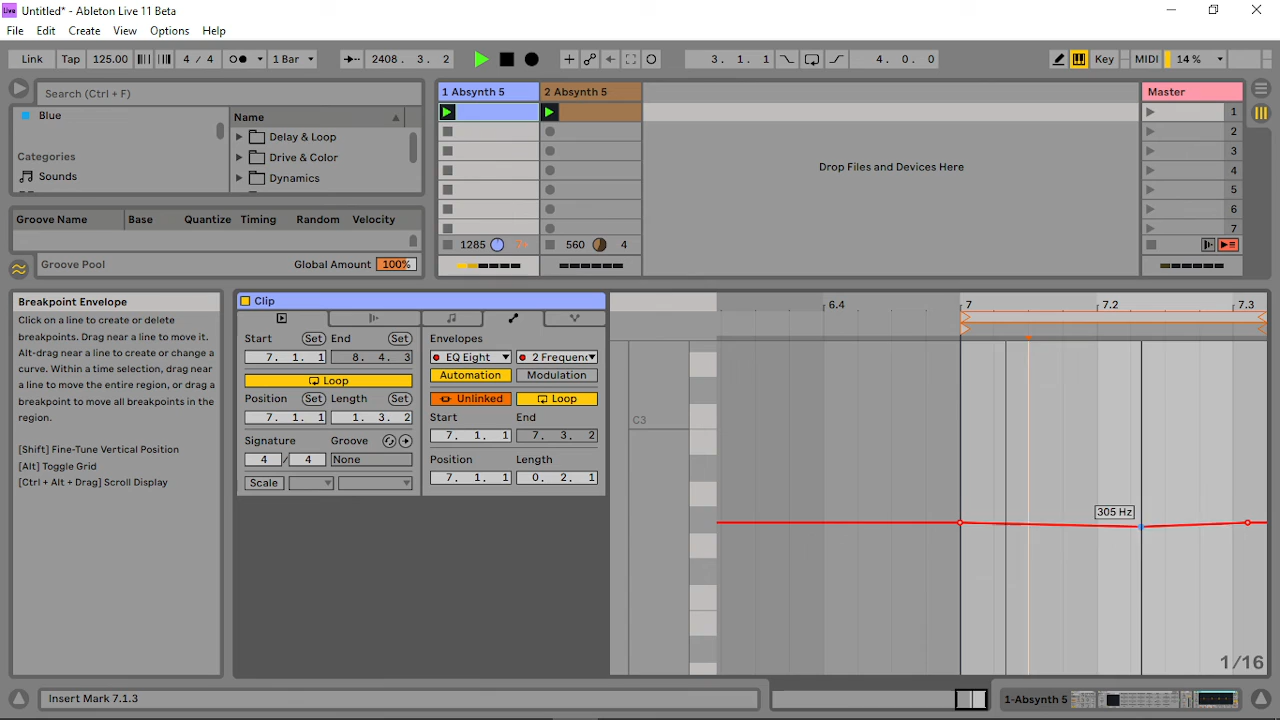 Live Untitled* - Ableton Live 11 Beta
File Edit Create View Options Help
Link Tap 125.00 4 / 4 1 Bar 2408. 3. 2 3. 1. 1 4. 0. 0 Key MIDI 14 %
Search (Ctrl + F)
Blue
Categories
Sounds
Name
Delay & Loop
Drive & Color
Dynamics
Groove Name Base Quantize Timing Random Velocity
Groove Pool Global Amount 100%
1 Absynth 5 2 Absynth 5 Master
1
2
Drop Files and Devices Here
3
4
5
6
7
1285 7+ 560 4
Breakpoint Envelope
Click on a line to create or delete
breakpoints. Drag near a line to move it.
Alt-drag near a line to create or change a
curve. Within a time selection, drag near
a line to move the entire region, or drag a
breakpoint to move all breakpoints in the
region.
[Shift] Fine-Tune Vertical Position
[Alt] Toggle Grid
[Ctrl + Alt + Drag] Scroll Display
Clip
Start Set End Set
7. 1. 1 8. 4. 3
Loop
Position Set Length Set
7. 1. 1 1. 3. 2
Signature Groove
4 / 4 None
Scale
Envelopes
EQ Eight 2 Frequenc
Automation Modulation
Unlinked Loop
Start End
7. 1. 1 7. 3. 2
Position Length
7. 1. 1 0. 2. 1
6.4 7 7.2 7.3
C3
305 Hz
1/16
Insert Mark 7.1.3
1-Absynth 5